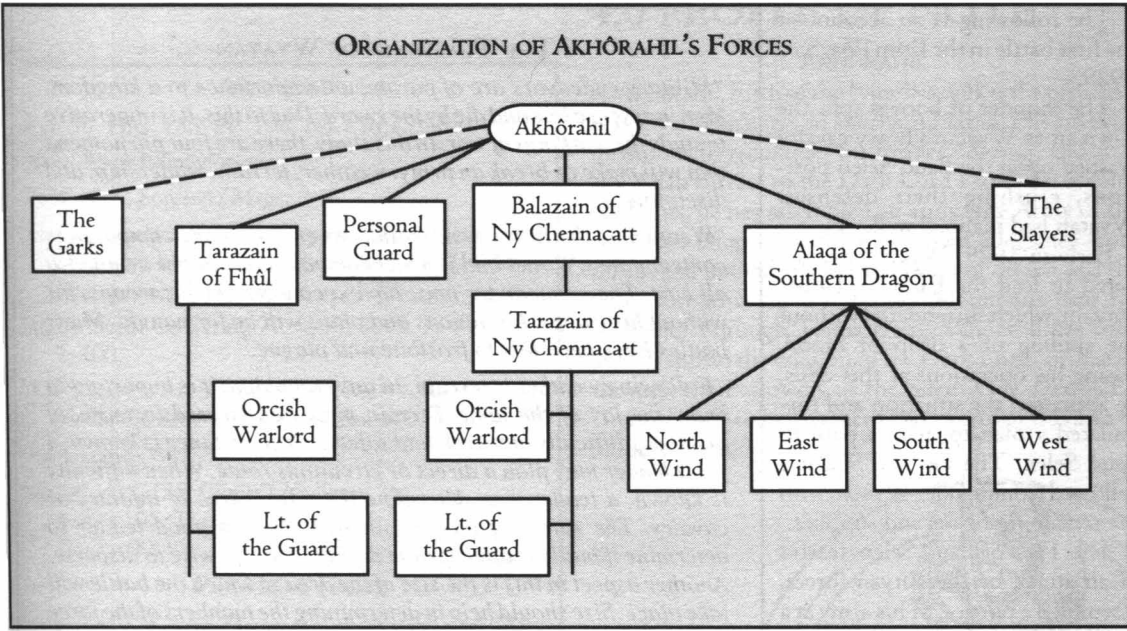 ORGANIZATION OF AKHÔRAHIL'S FORCES
Akhôrahil
The
Garks
Tarazain
of Fhûl
Personal
Guard
Balazain of
Ny Chennacatt
Alaqa of the
Southern Dragon
The
Slayers
Tarazain of
Ny Chennacatt
Orcish
Warlord
Orcish
Warlord
North
Wind
East
Wind
South
Wind
West
Wind
Lt. of
the Guard
Lt. of
the Guard